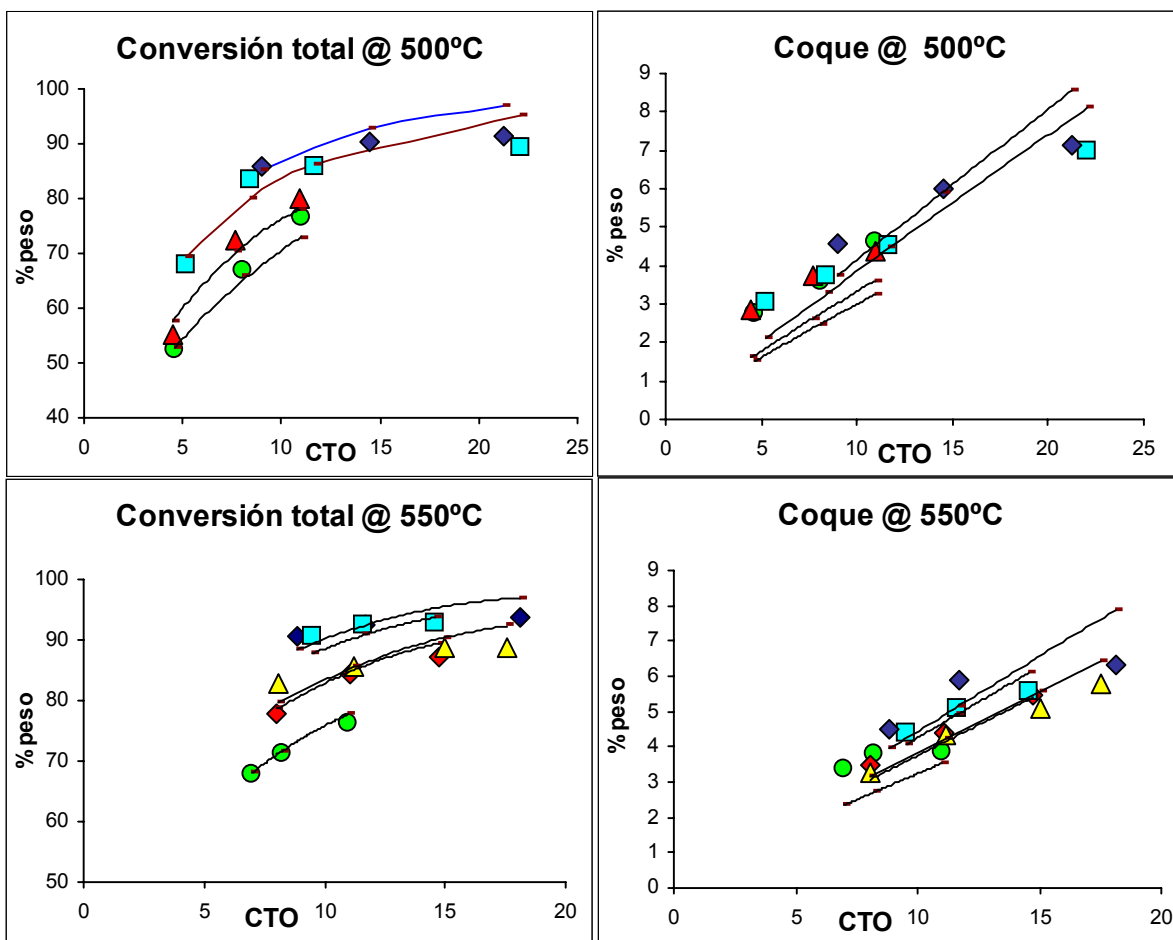 Conversión total @ 500ºC
100
90
80
70
60
50
40
%peso
0 5 10 15 20 25
CTO
Coque @ 500ºC
9
8
7
6
5
4
3
2
1
0
%peso
0 5 10 15 20 25
CTO
Conversión total @ 550ºC
100
90
80
70
60
50
%peso
0 5 10 15 20
CTO
Coque @ 550ºC
9
8
7
6
5
4
3
2
1
0
%peso
0 5 10 15 20
CTO